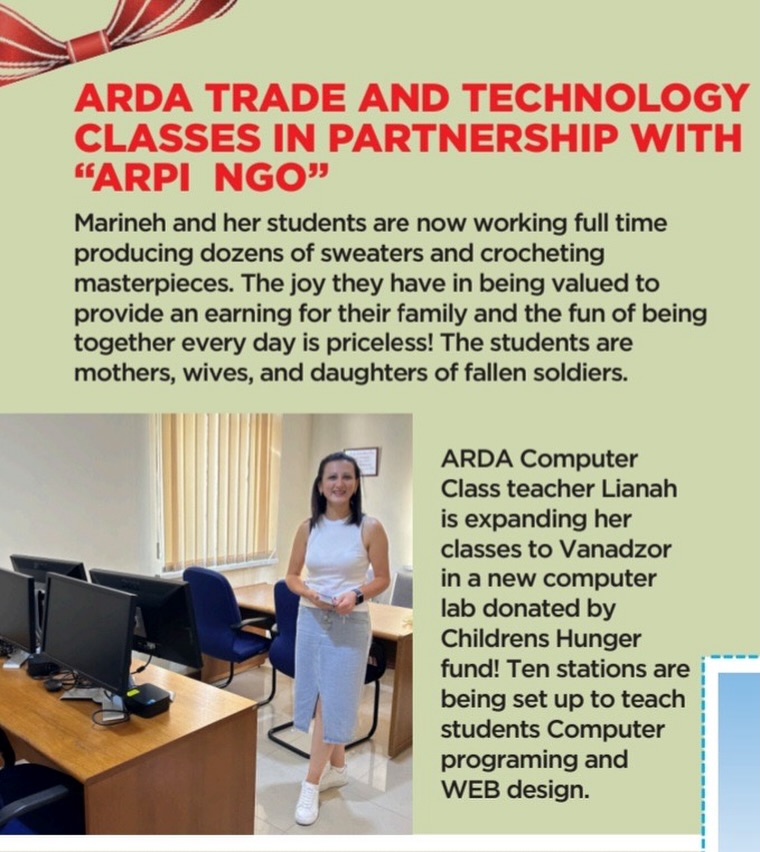 ARDA TRADE AND TECHNOLOGY
CLASSES IN PARTNERSHIP WITH
“ARPI NGO”
Marineh and her students are now working full time
producing dozens of sweaters and crocheting
masterpieces. The joy they have in being valued to
provide an earning for their family and the fun of being
together every day is priceless! The students are
mothers, wives, and daughters of fallen soldiers.
ARDA Computer
Class teacher Lianah
is expanding her
classes to Vanadzor
in a new computer
lab donated by
Childrens Hunger
fund! Ten stations are
being set up to teach
students Computer
programing and
WEB design.